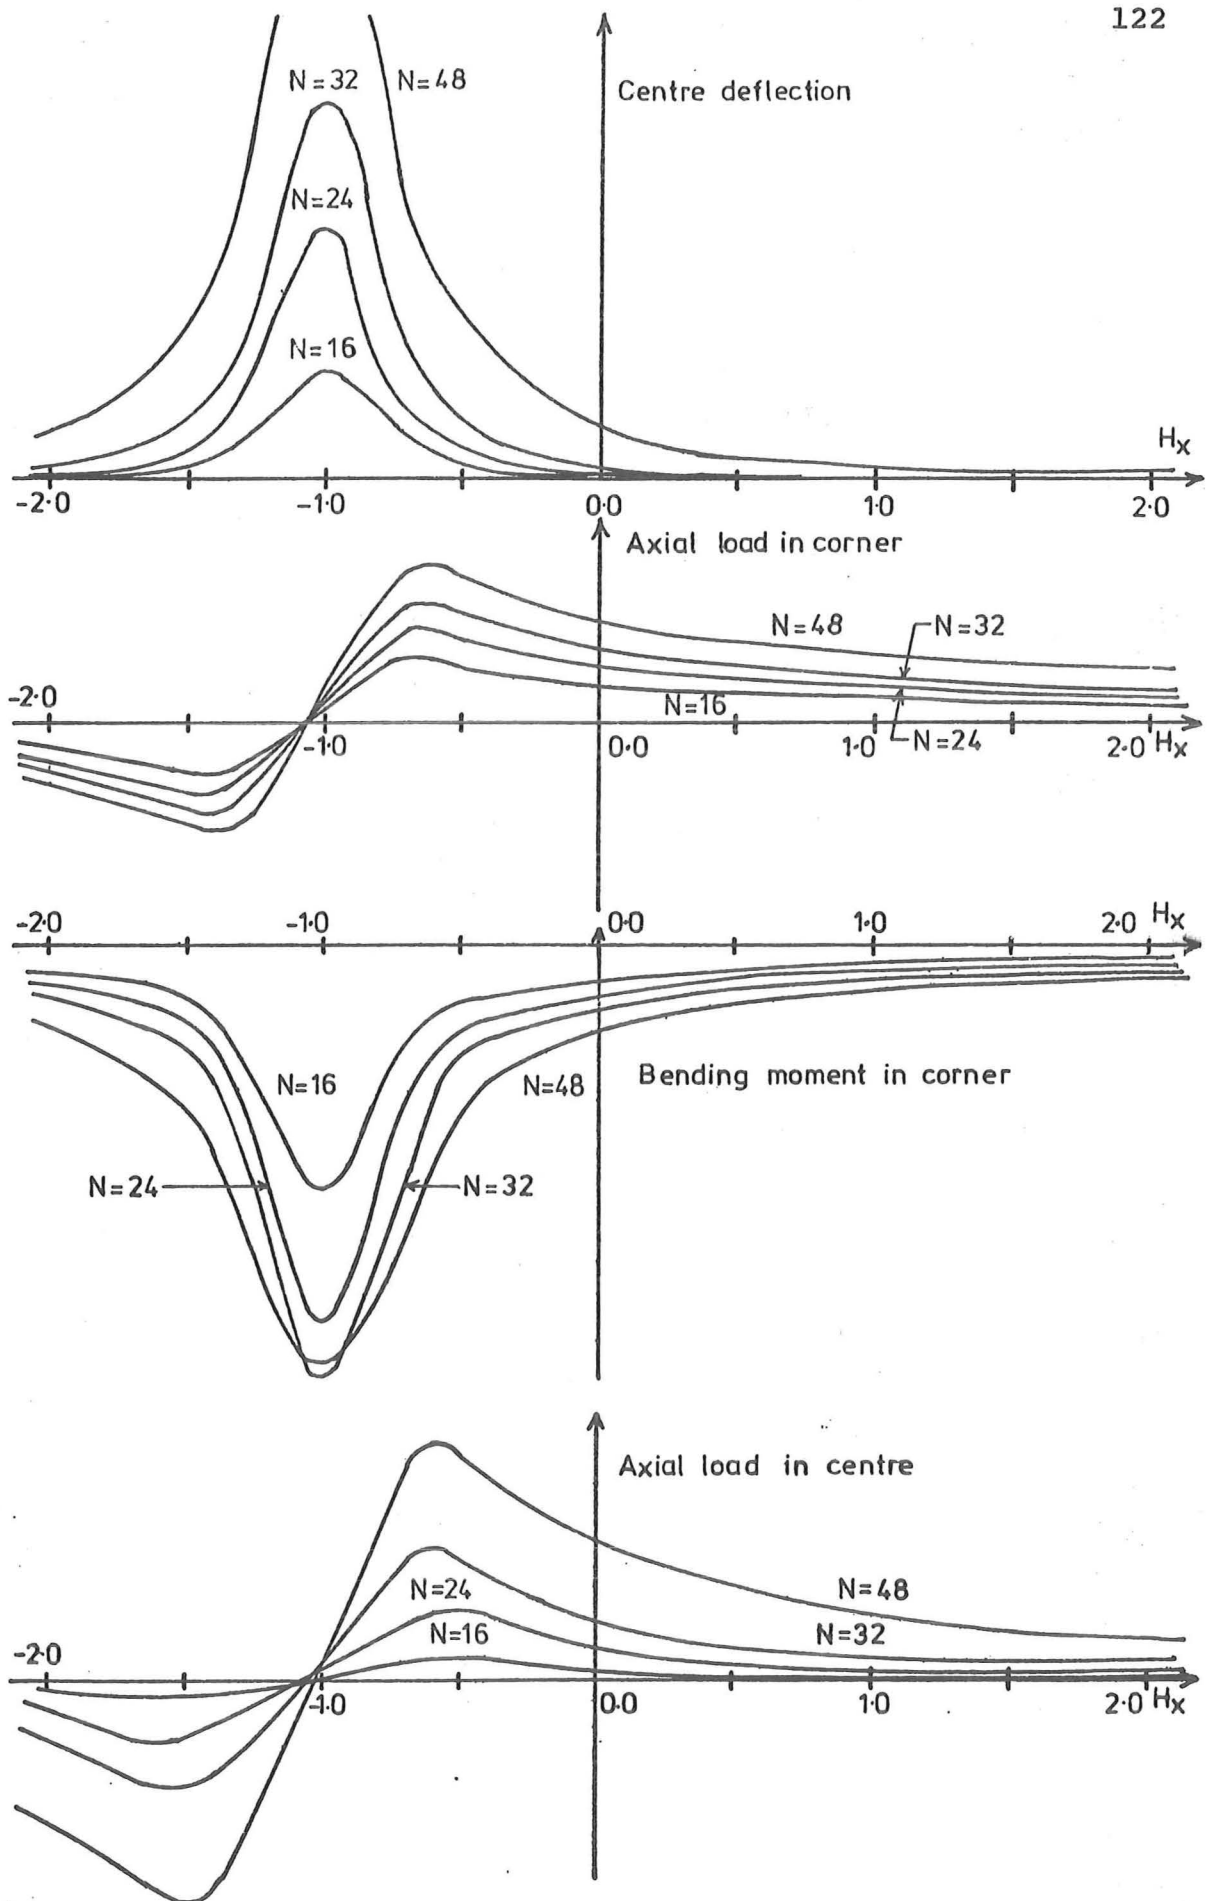 122
N=32 N=48
Centre deflection
N=24
N=16
Hx
-2·0 -1·0 0·0 1·0 2·0
Axial load in corner
N=48 N=32
-2·0
N=16
-1·0 0·0 1·0 N=24 2·0 Hx
-2·0 -1·0 0·0 1·0 2·0 Hx
N=16 N=48 Bending moment in corner
N=24 N=32
Axial load in centre
N=24 N=48
N=16 N=32
-2·0
-1·0 0·0 1·0 2·0 Hx